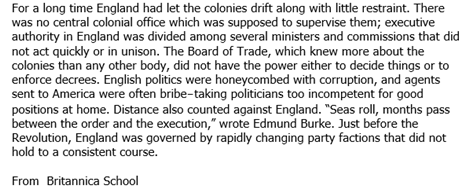 For a long time England had let the colonies drift along with little restraint. There
was no central colonial office which was supposed to supervise them; executive
authority in England was divided among several ministers and commissions that did
not act quickly or in unison. The Board of Trade, which knew more about the
colonies than any other body, did not have the power either to decide things or to
enforce decrees. English politics were honeycombed with corruption, and agents
sent to America were often bribe-taking politicians too incompetent for good
positions at home. Distance also counted against England. “Seas roll, months pass
between the order and the execution,” wrote Edmund Burke. Just before the
Revolution, England was governed by rapidly changing party factions that did not
hold to a consistent course.
From  Britannica School